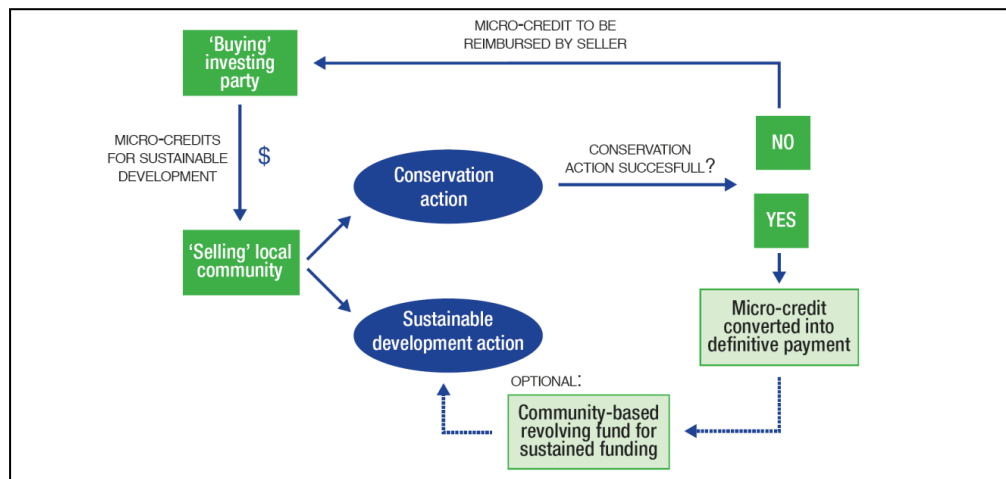 MICRO-CREDIT TO BE
REIMBURSED BY SELLER
‘Buying’
investing
party
MICRO-CREDITS
FOR SUSTAINABLE
DEVELOPMENT
$
Conservation
action
CONSERVATION
ACTION SUCCESFULL?
NO
YES
‘Selling’ local
community
Sustainable
development action
Micro-credit
converted into
definitive payment
OPTIONAL:
Community-based
revolving fund for
sustained funding